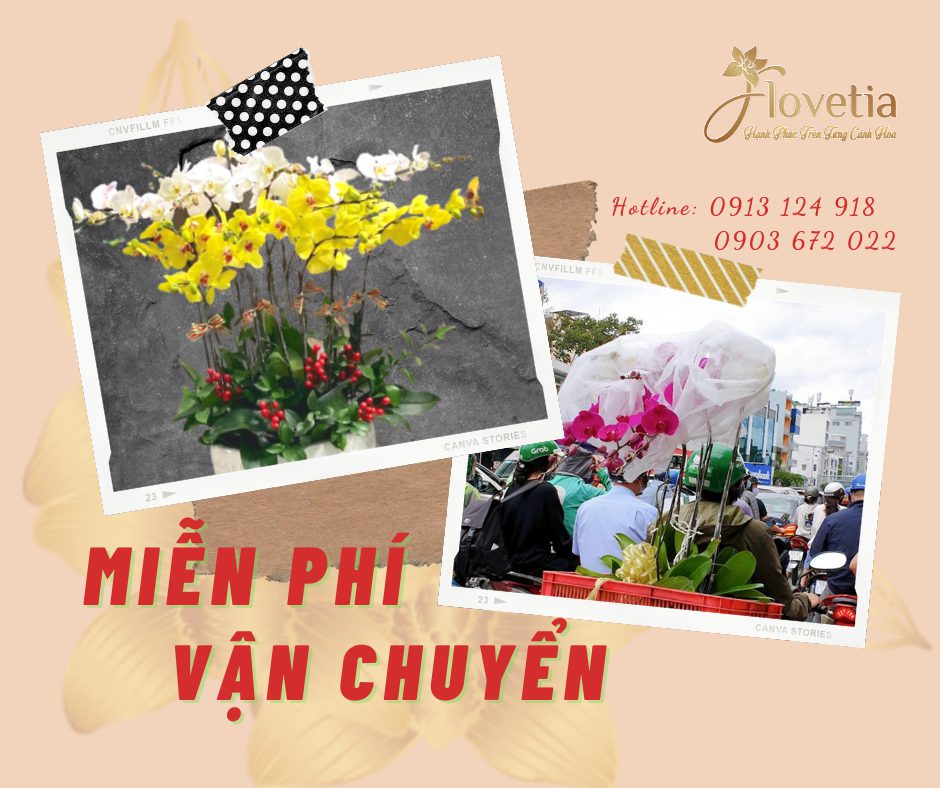 Flovetia
Hạnh Phúc Trên Từng Cánh Hoa
Hotline: 0913 124 918
0903 672 022
CNVFILLM FF1
CANVA STORIES
23
CNVFILLM FF1
Grab
CANVA STORIES
23
MIỄN PHÍ
VẬN CHUYỂN